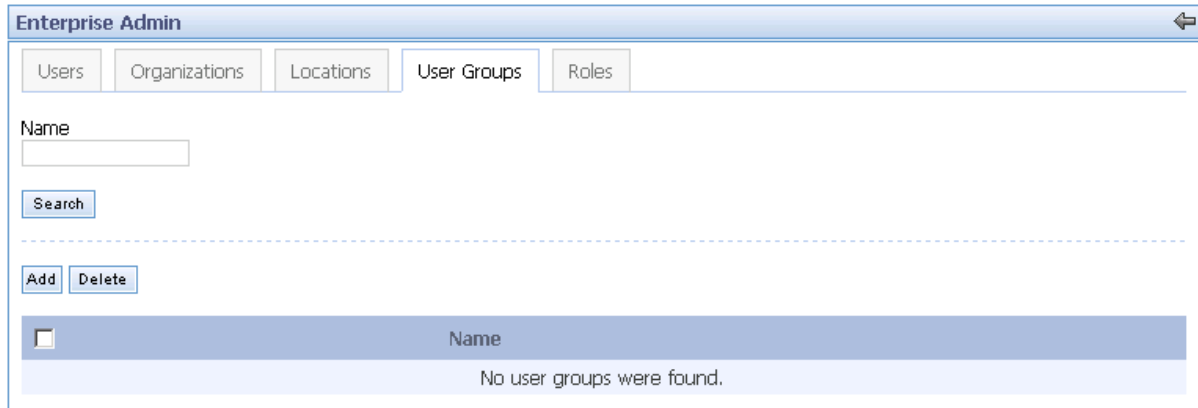 Enterprise Admin
Users Organizations Locations User Groups Roles
Name
Search
Add Delete
Name
No user groups were found.